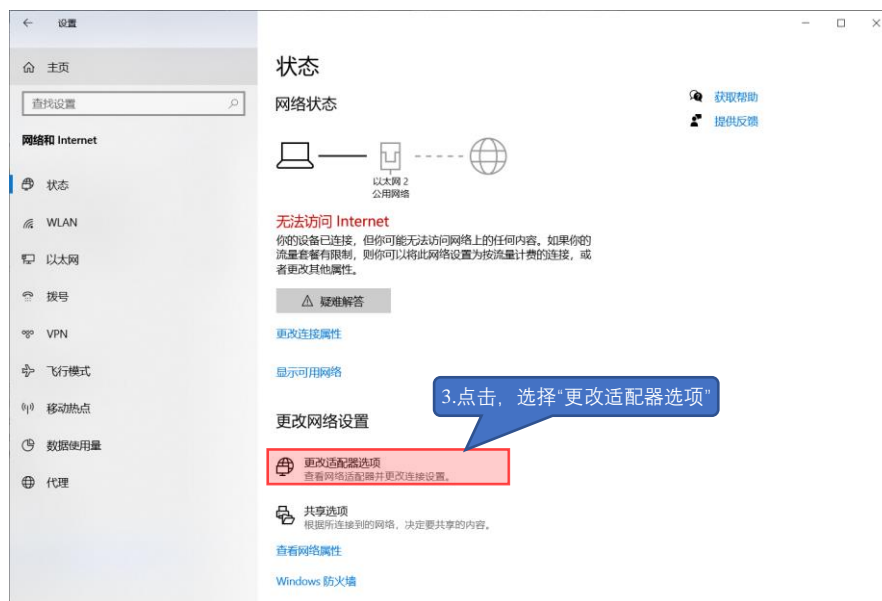 设置
主页
查找设置
网络和 Internet
状态
WLAN
以太网
拨号
VPN
飞行模式
移动热点
数据使用量
代理
状态
网络状态
以太网 2
公用网络
无法访问 Internet
你的设备已连接，但你可能无法访问网络上的任何内容。如果你的
流量套餐有限制，则你可以将此网络设置为按流量计费的连接，或
者更改其他属性。
疑难解答
更改连接属性
显示可用网络
3.点击，选择“更改适配器选项”
更改网络设置
更改适配器选项
查看网络适配器并更改连接设置。
共享选项
根据所连接到的网络，决定要共享的内容。
查看网络属性
Windows 防火墙
获取帮助
提供反馈